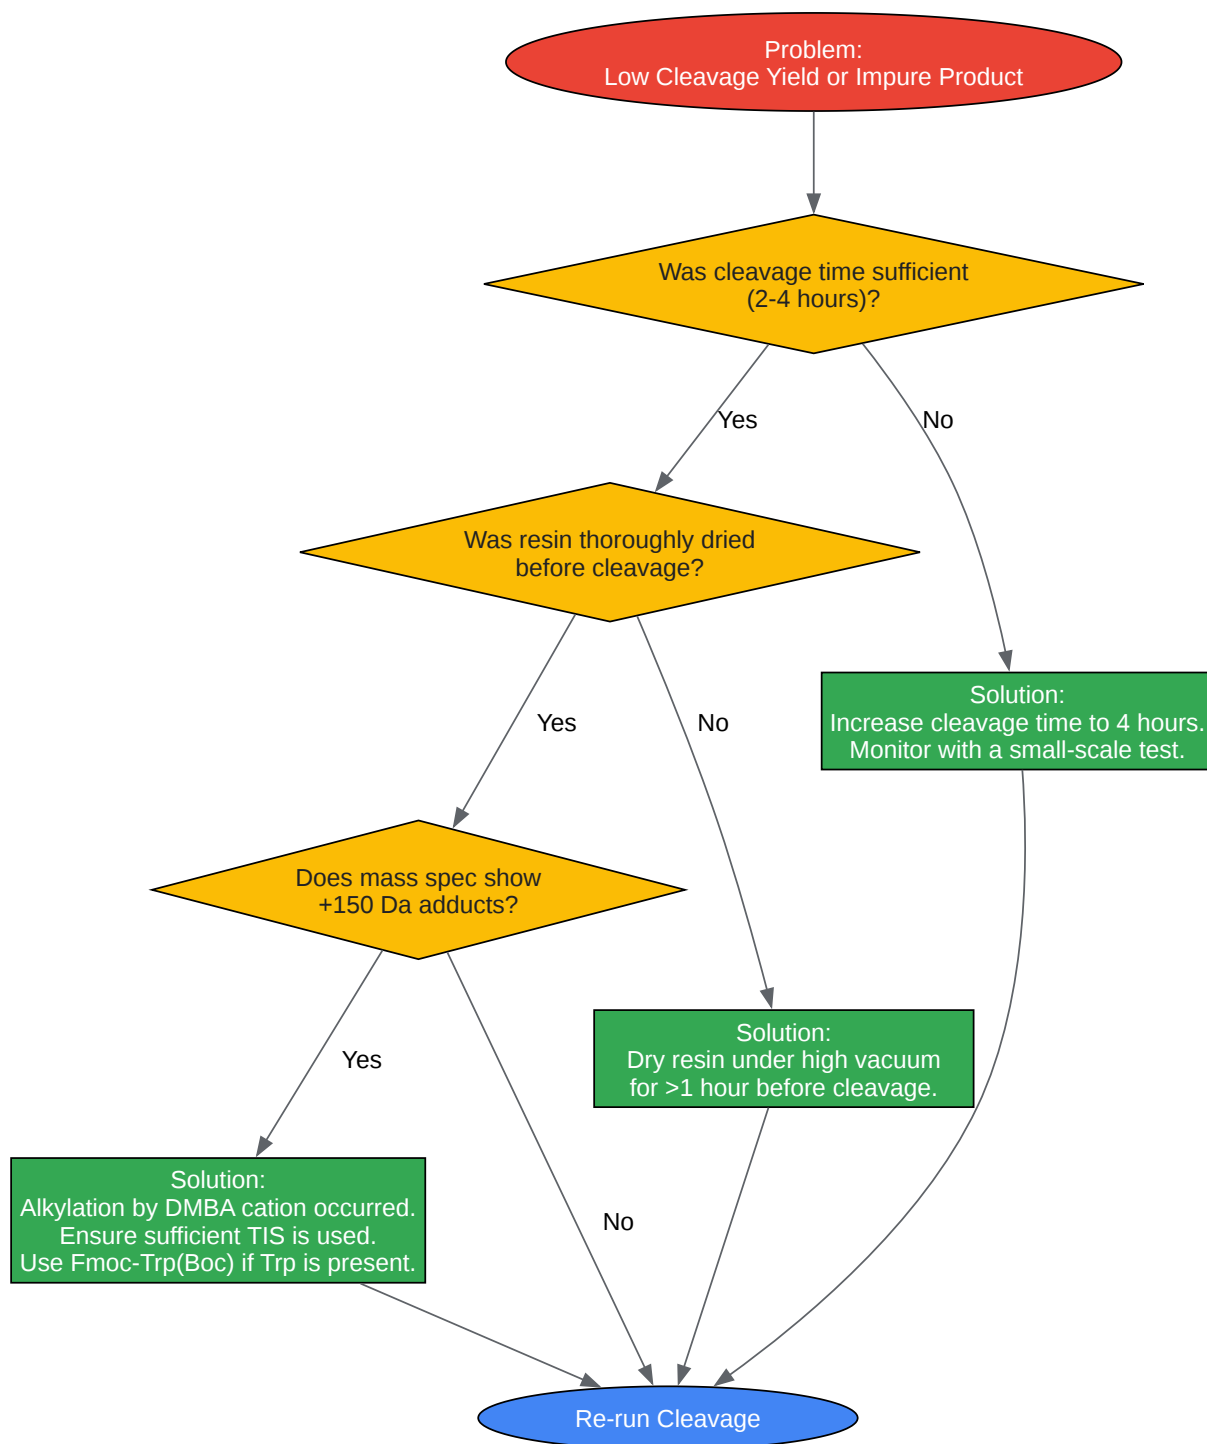 Problem:
Low Cleavage Yield or Impure Product
Was cleavage time sufficient
(2-4 hours)?
Yes
No
Was resin thoroughly dried
before cleavage?
Solution:
Increase cleavage time to 4 hours.
Monitor with a small-scale test.
Yes
No
Does mass spec show
+150 Da adducts?
Solution:
Dry resin under high vacuum
for >1 hour before cleavage.
Yes
No
Solution:
Alkylation by DMBA cation occurred.
Ensure sufficient TIS is used.
Use Fmoc-Trp(Boc) if Trp is present.
Re-run Cleavage